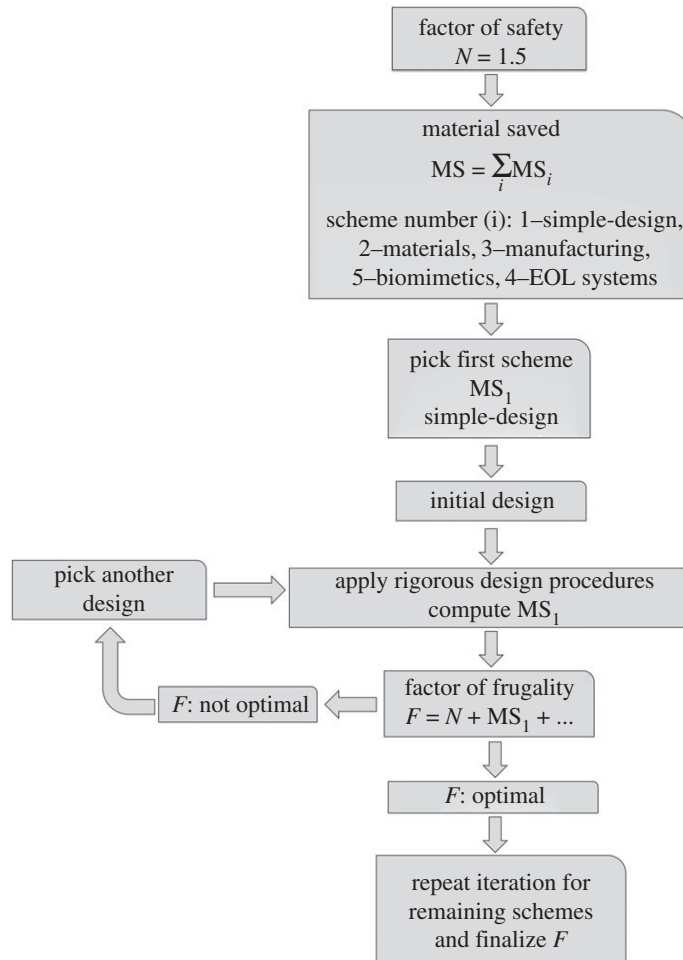 factor of safety
N = 1.5
material saved
MS = ∑MSᵢ
i
scheme number (i): 1–simple-design,
2–materials, 3–manufacturing,
5–biomimetics, 4–EOL systems
pick first scheme
MS₁
simple-design
initial design
pick another
design
apply rigorous design procedures
compute MS₁
F: not optimal
factor of frugality
F = N + MS₁ + ...
F: optimal
repeat iteration for
remaining schemes
and finalize F